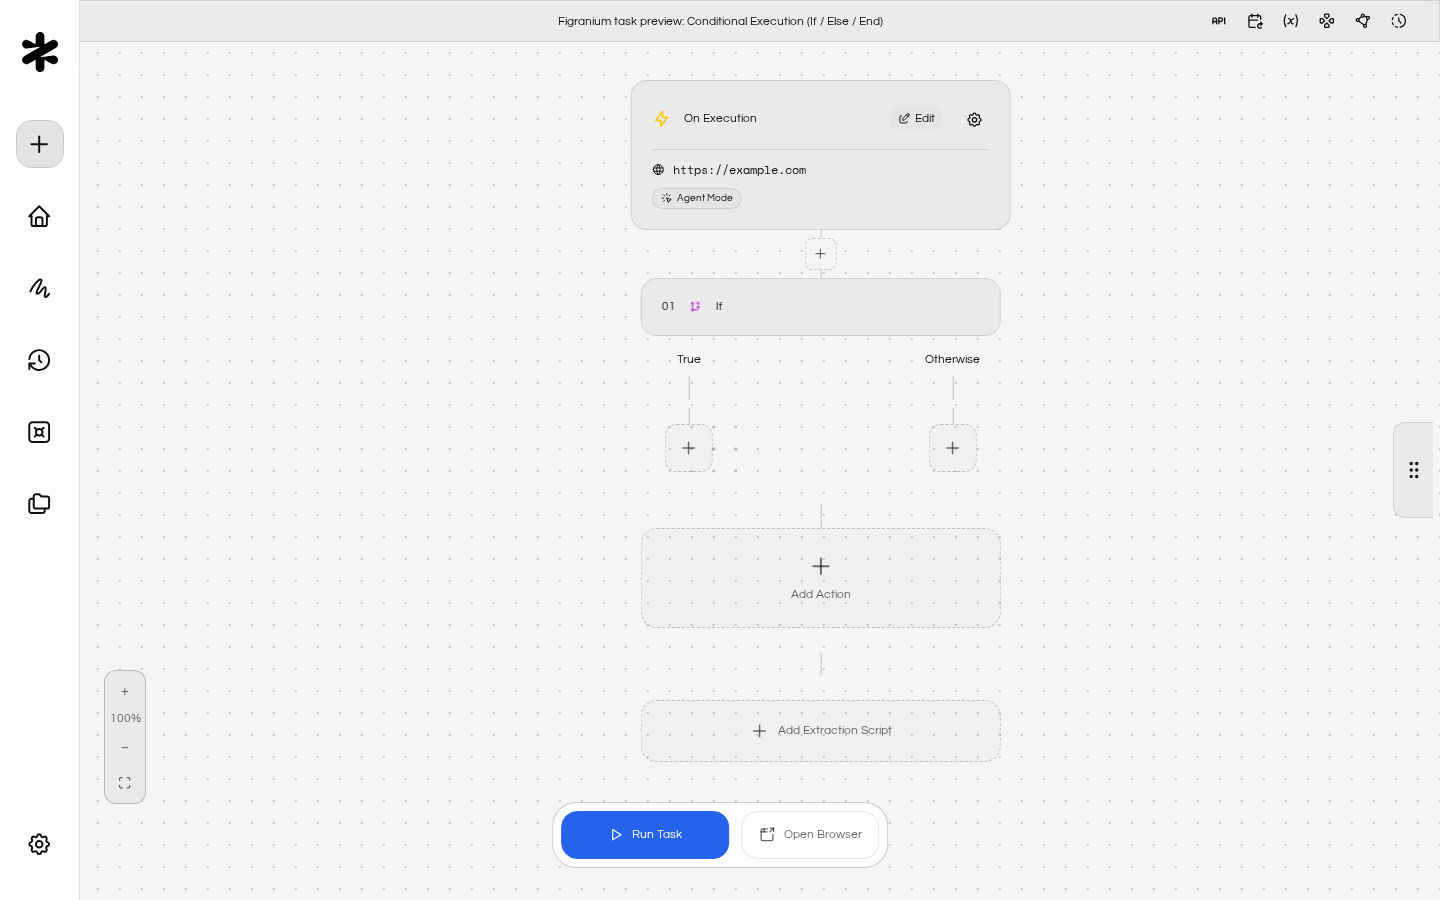 Figranium task preview: Conditional Execution (If / Else / End)
API
(x)
On Execution
Edit
https://example.com
Agent Mode
01 If
True
Otherwise
Add Action
+
100%
−
Add Extraction Script
Run Task
Open Browser